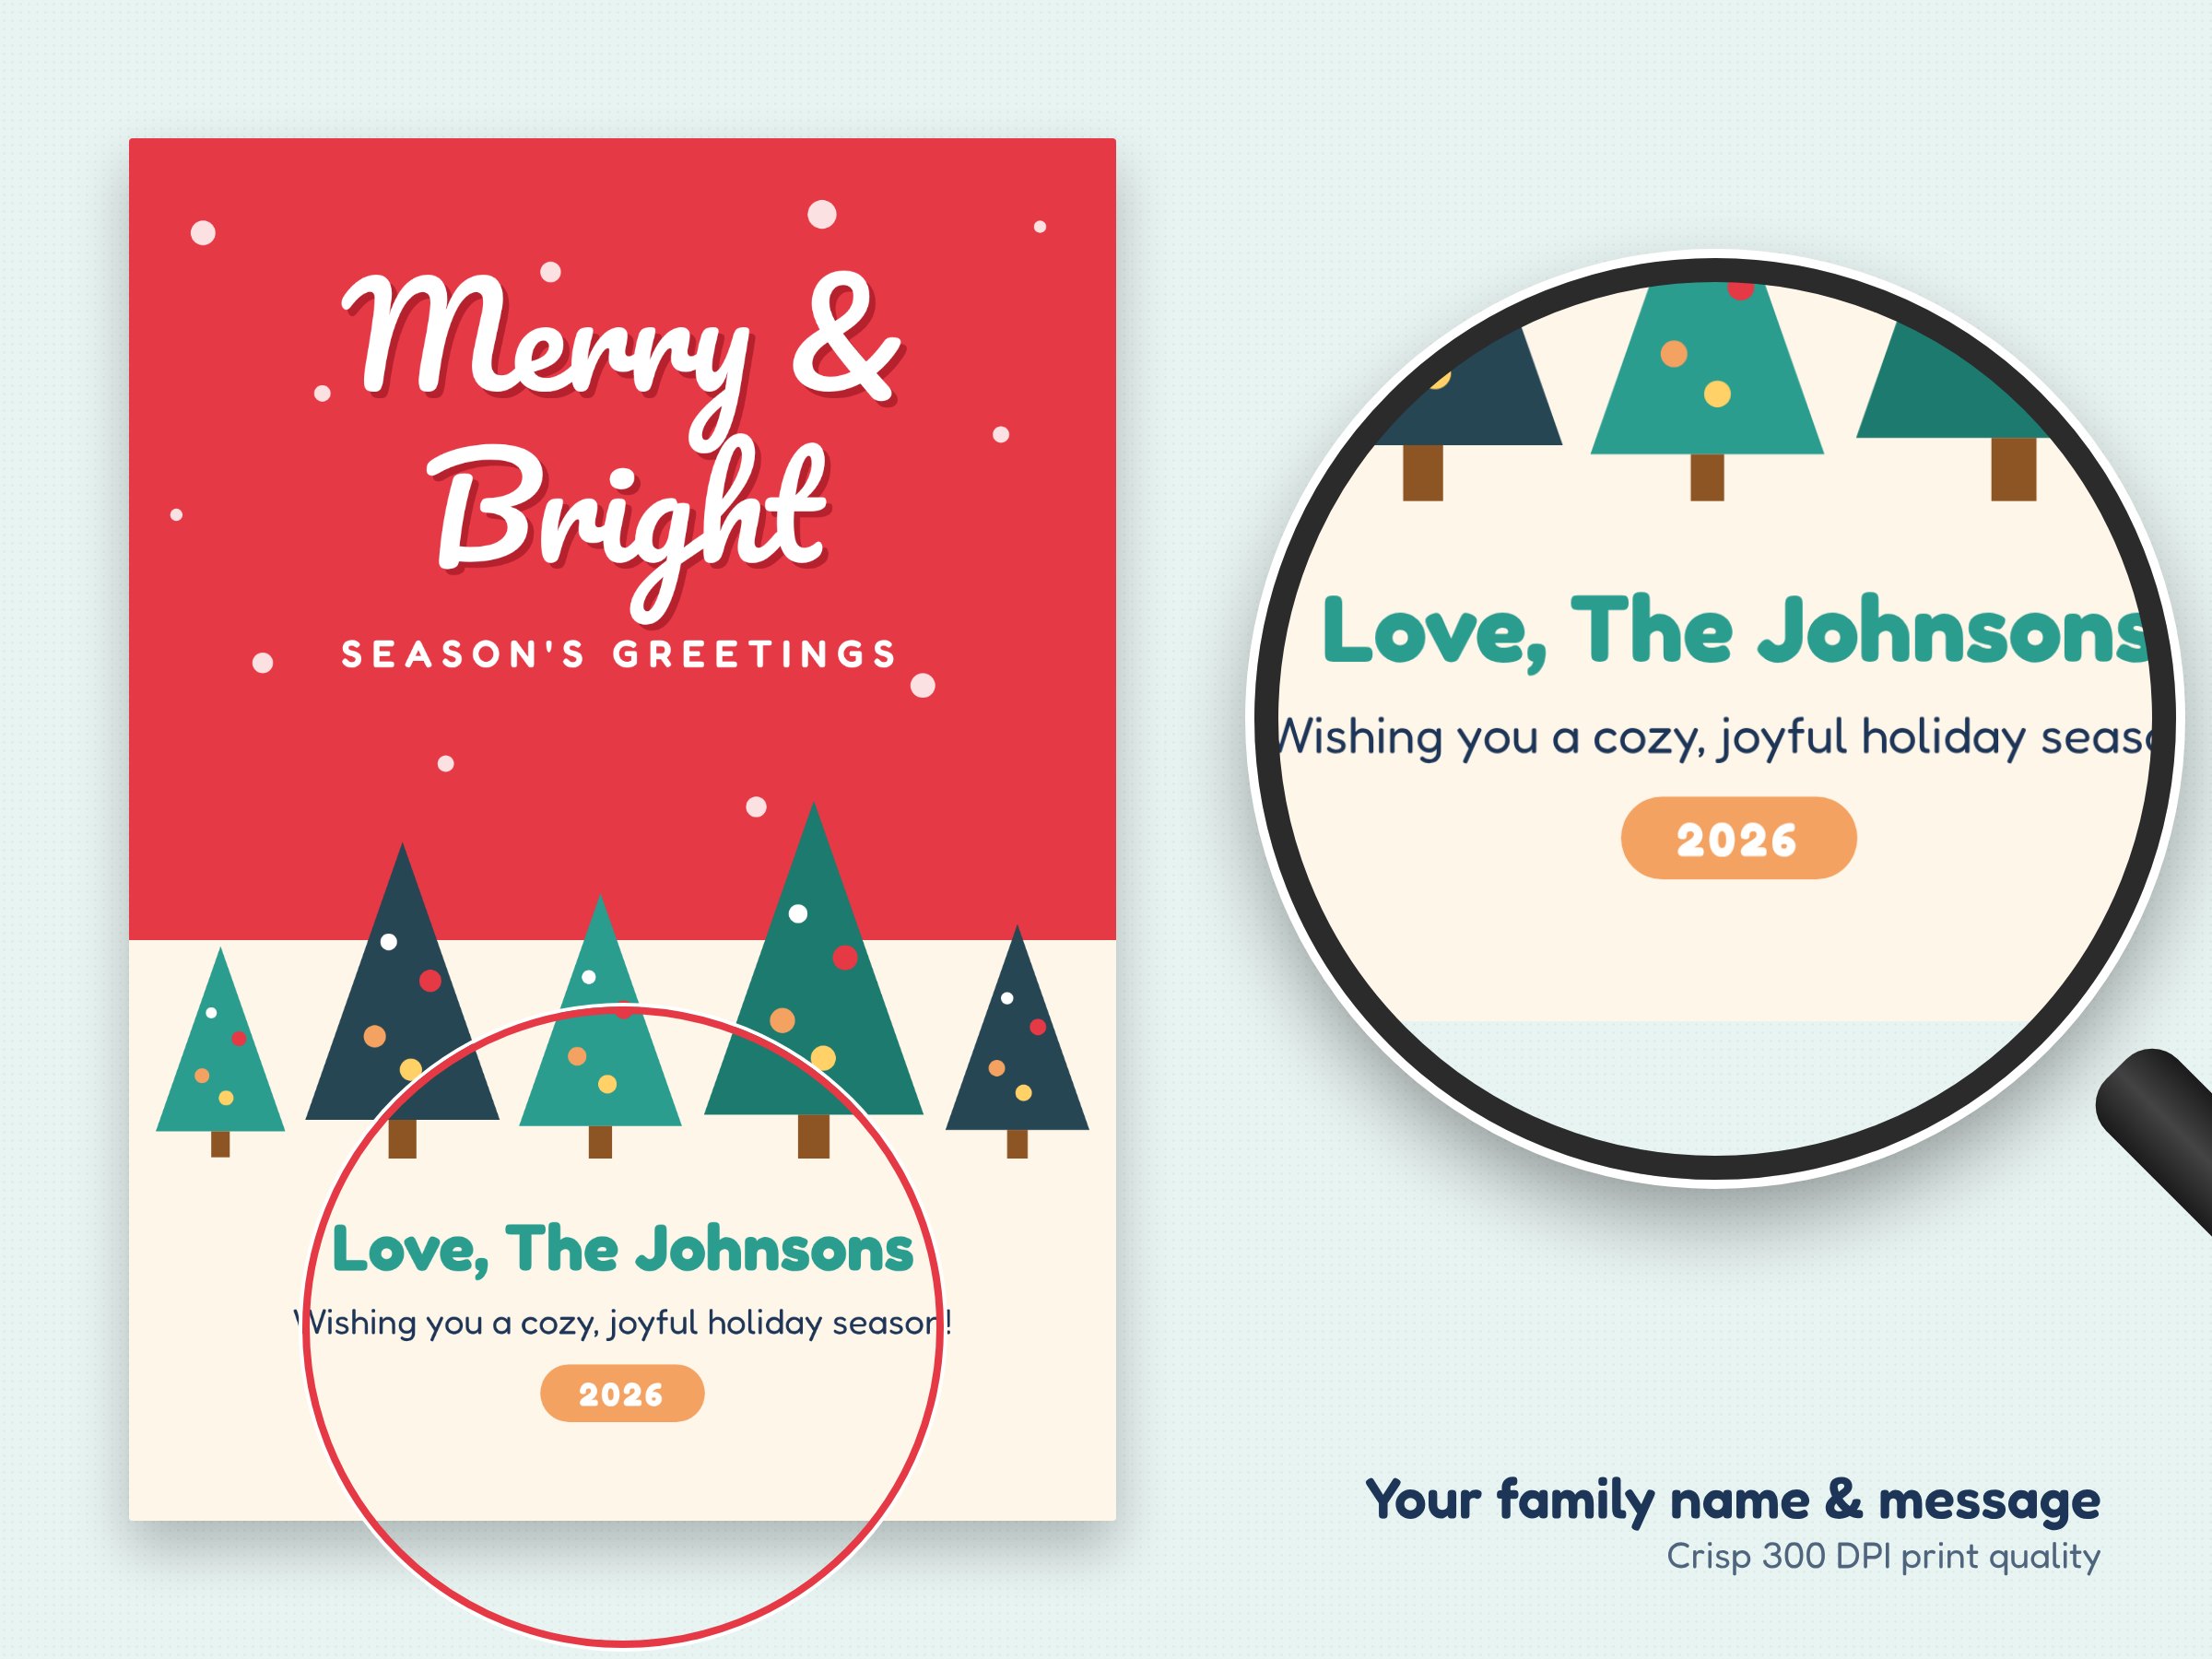 Merry &
Bright
SEASON'S GREETINGS
Love, The Johnsons
Wishing you a cozy, joyful holiday season!
2026
Love, The Johnsons
Wishing you a cozy, joyful holiday seaso
2026
Your family name & message
Crisp 300 DPI print quality